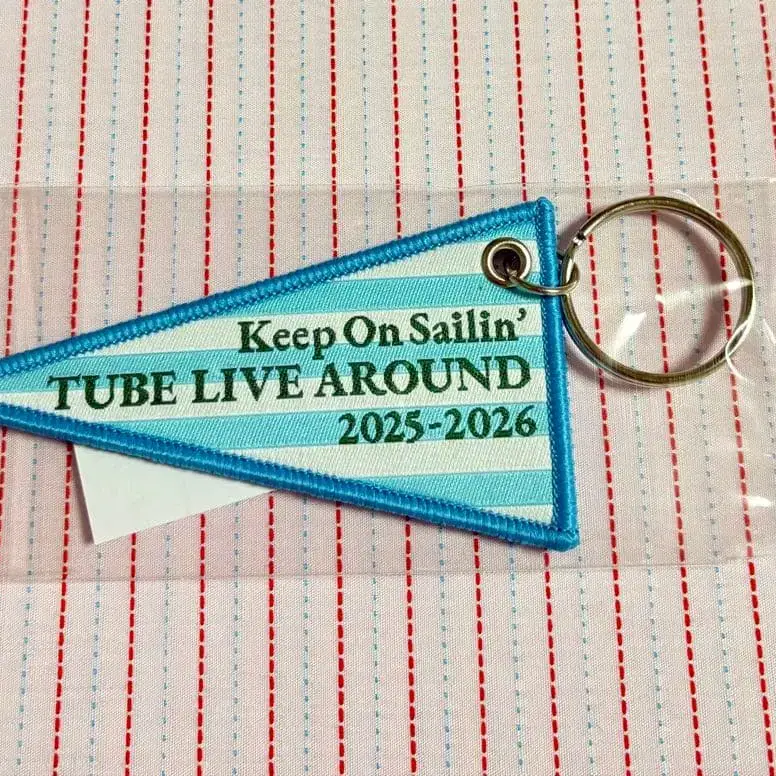 Keep On Sailin’
TUBE LIVE AROUND
2025-2026